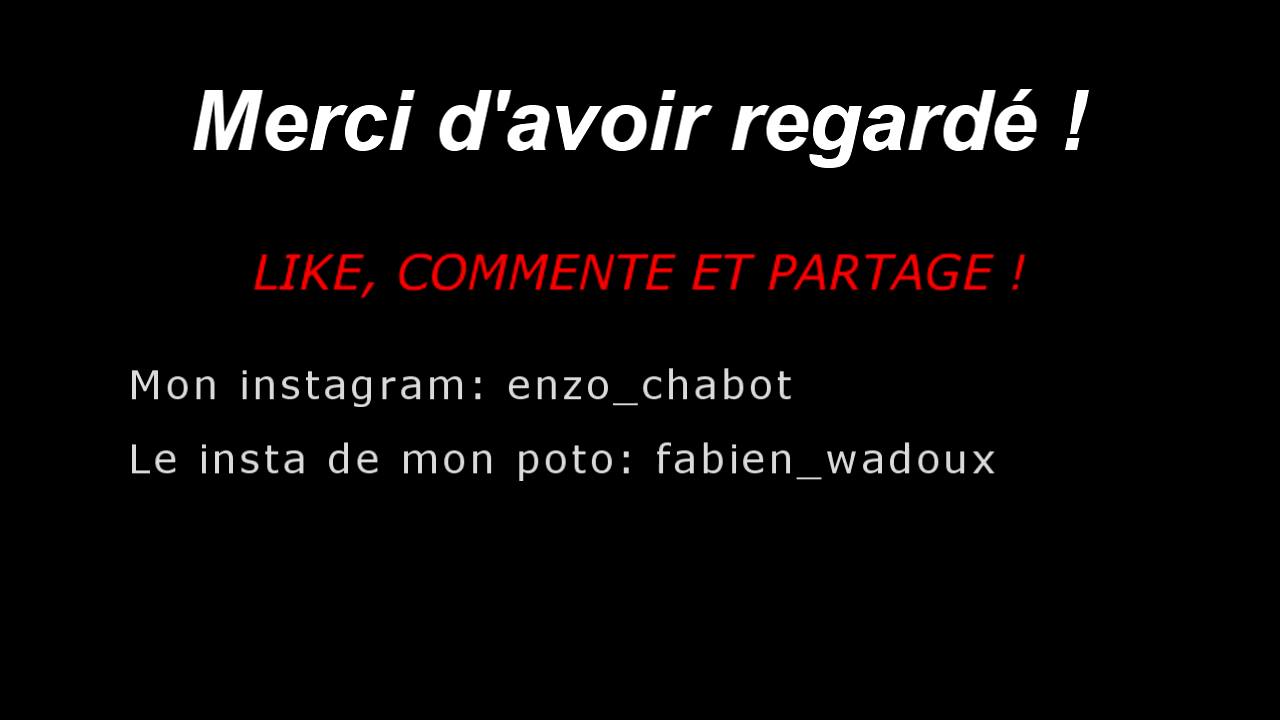 Merci d'avoir regardé !
LIKE, COMMENTE ET PARTAGE !
Mon instagram: enzo_chabot
Le insta de mon poto: fabien_wadoux